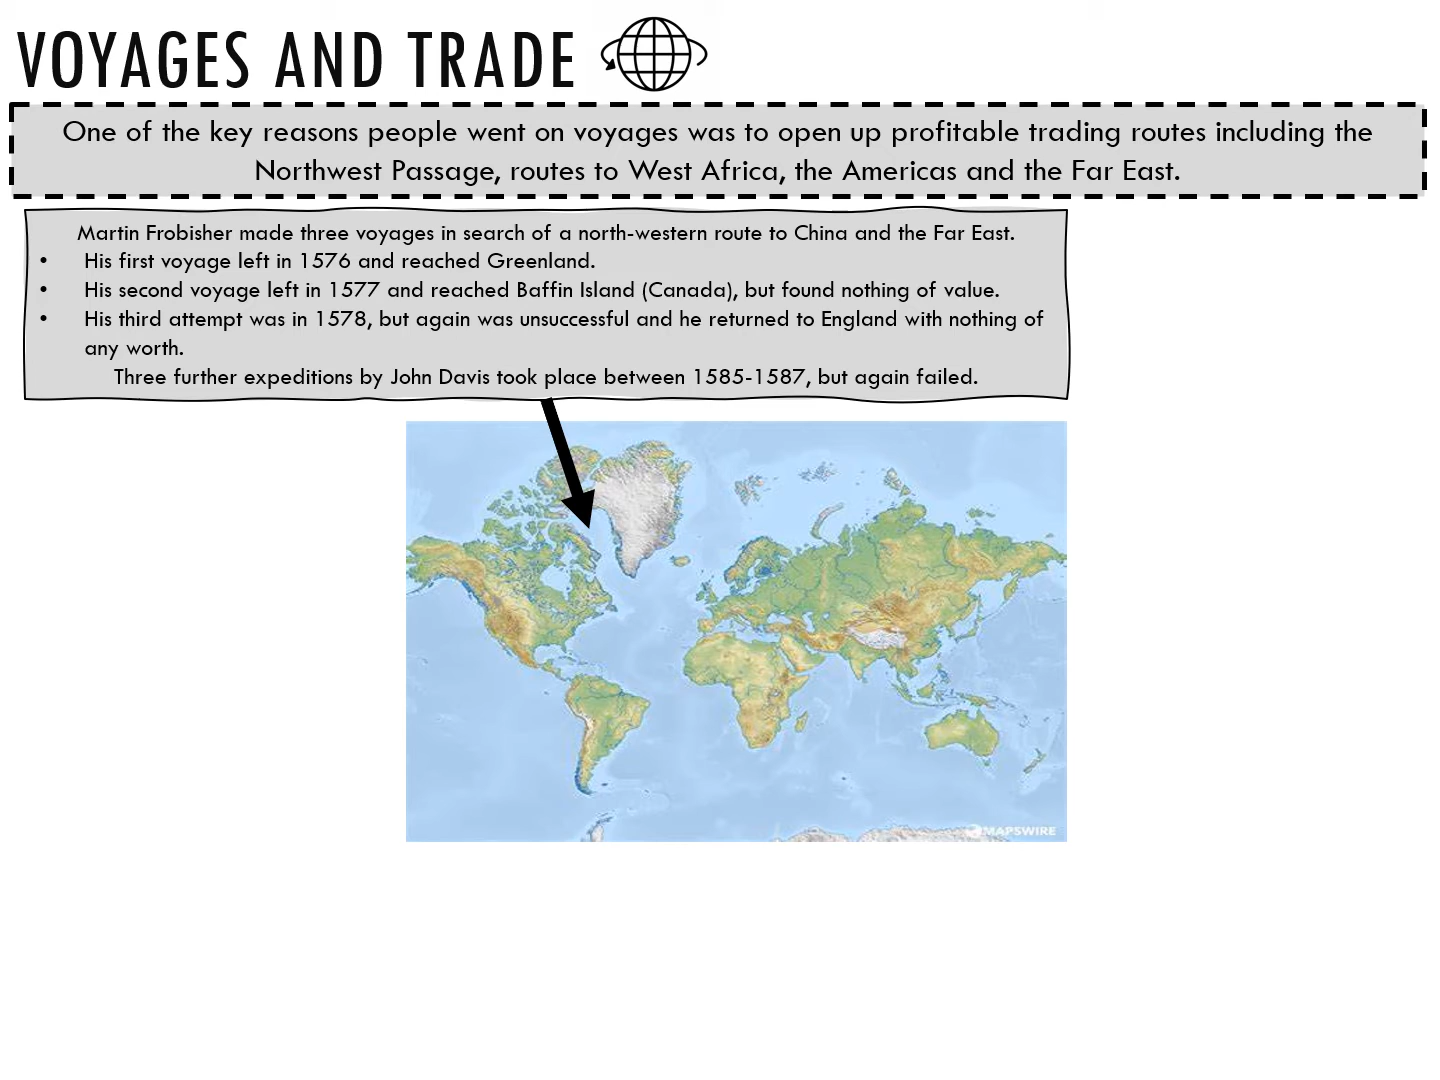 VOYAGES AND TRADE
One of the key reasons people went on voyages was to open up profitable trading routes including the
Northwest Passage, routes to West Africa, the Americas and the Far East.
Martin Frobisher made three voyages in search of a north-western route to China and the Far East.
• His first voyage left in 1576 and reached Greenland.
• His second voyage left in 1577 and reached Baffin Island (Canada), but found nothing of value.
• His third attempt was in 1578, but again was unsuccessful and he returned to England with nothing of
any worth.
Three further expeditions by John Davis took place between 1585-1587, but again failed.
MAPSWIRE